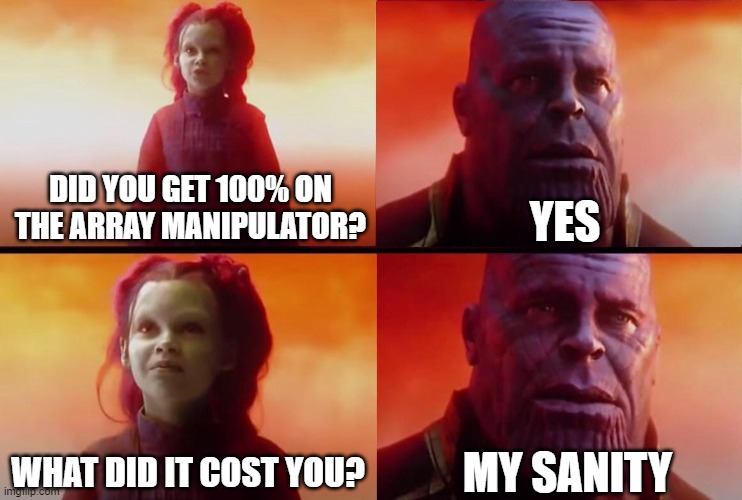 DID YOU GET 100% ON
THE ARRAY MANIPULATOR?
YES
WHAT DID IT COST YOU?
MY SANITY
imgflip.com